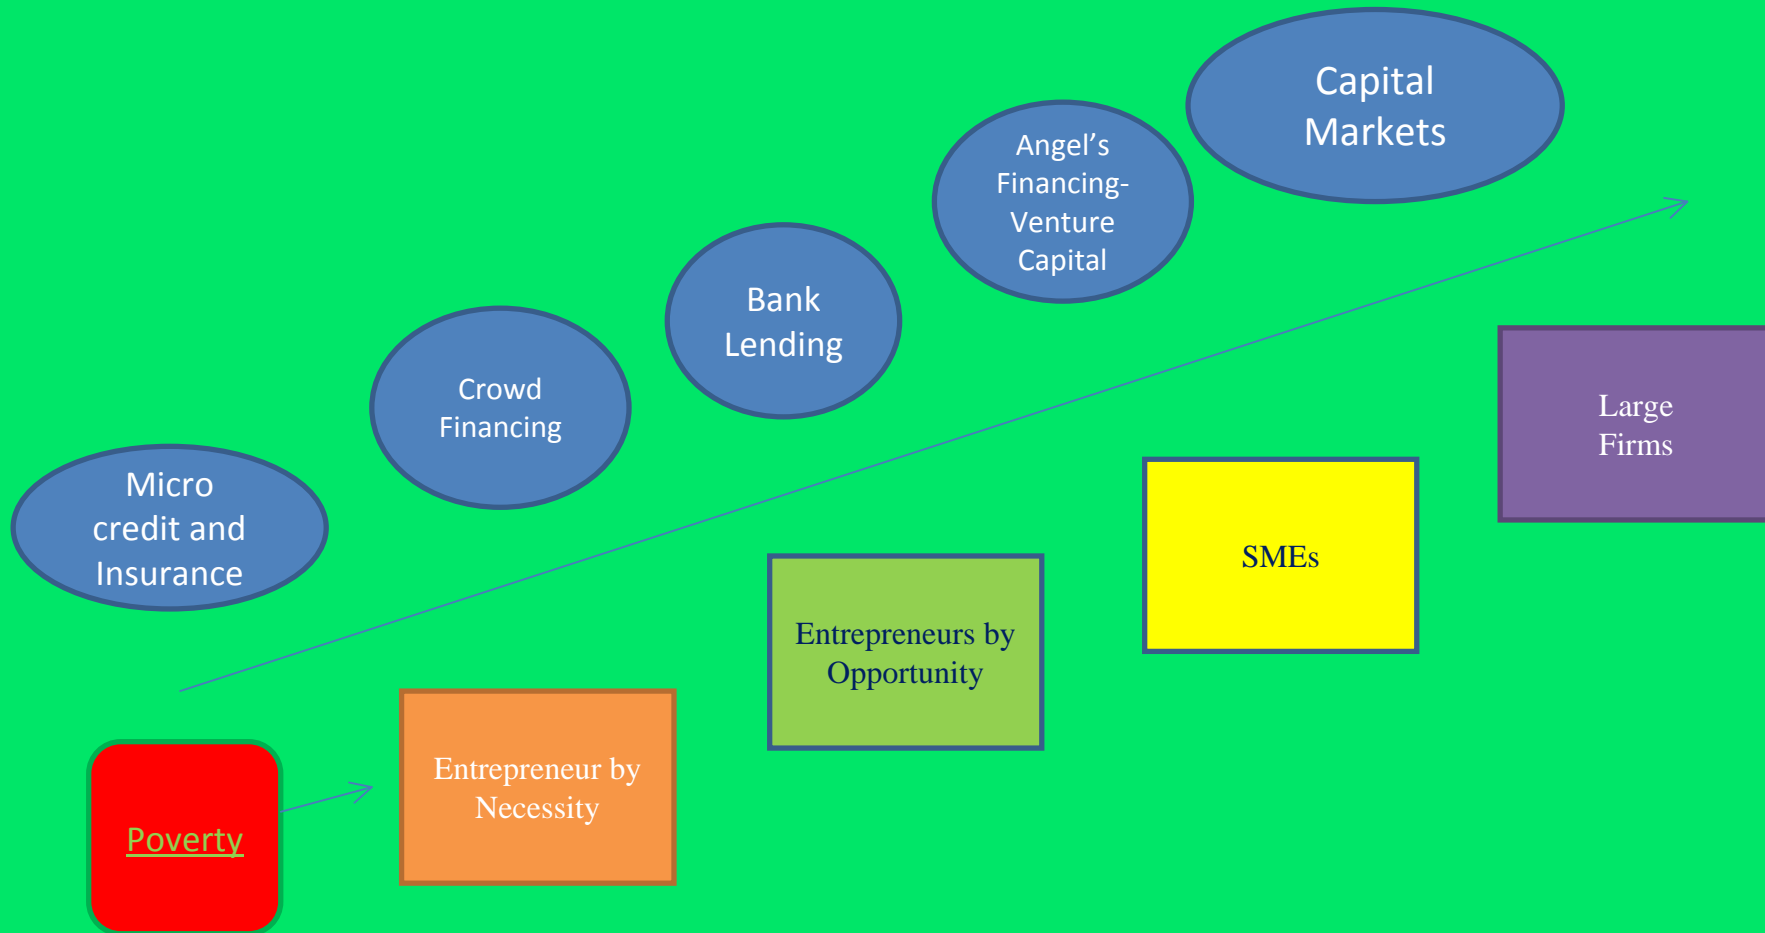 Capital
Markets
Angel’s
Financing-
Venture
Capital
Bank
Lending
Crowd
Financing
Micro
credit and
Insurance
Large
Firms
SMEs
Entrepreneurs by
Opportunity
Entrepreneur by
Necessity
Poverty